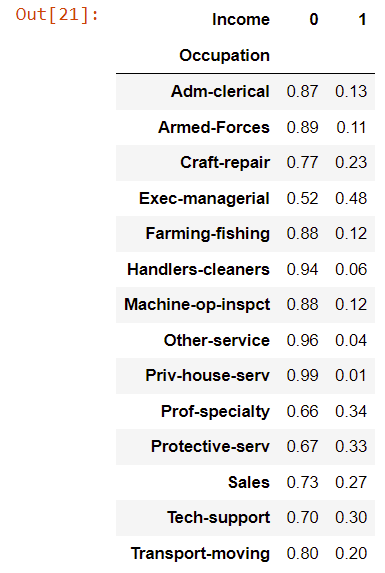 Out[21]:
Income 0 1
Occupation
Adm-clerical 0.87 0.13
Armed-Forces 0.89 0.11
Craft-repair 0.77 0.23
Exec-managerial 0.52 0.48
Farming-fishing 0.88 0.12
Handlers-cleaners 0.94 0.06
Machine-op-inspct 0.88 0.12
Other-service 0.96 0.04
Priv-house-serv 0.99 0.01
Prof-specialty 0.66 0.34
Protective-serv 0.67 0.33
Sales 0.73 0.27
Tech-support 0.70 0.30
Transport-moving 0.80 0.20